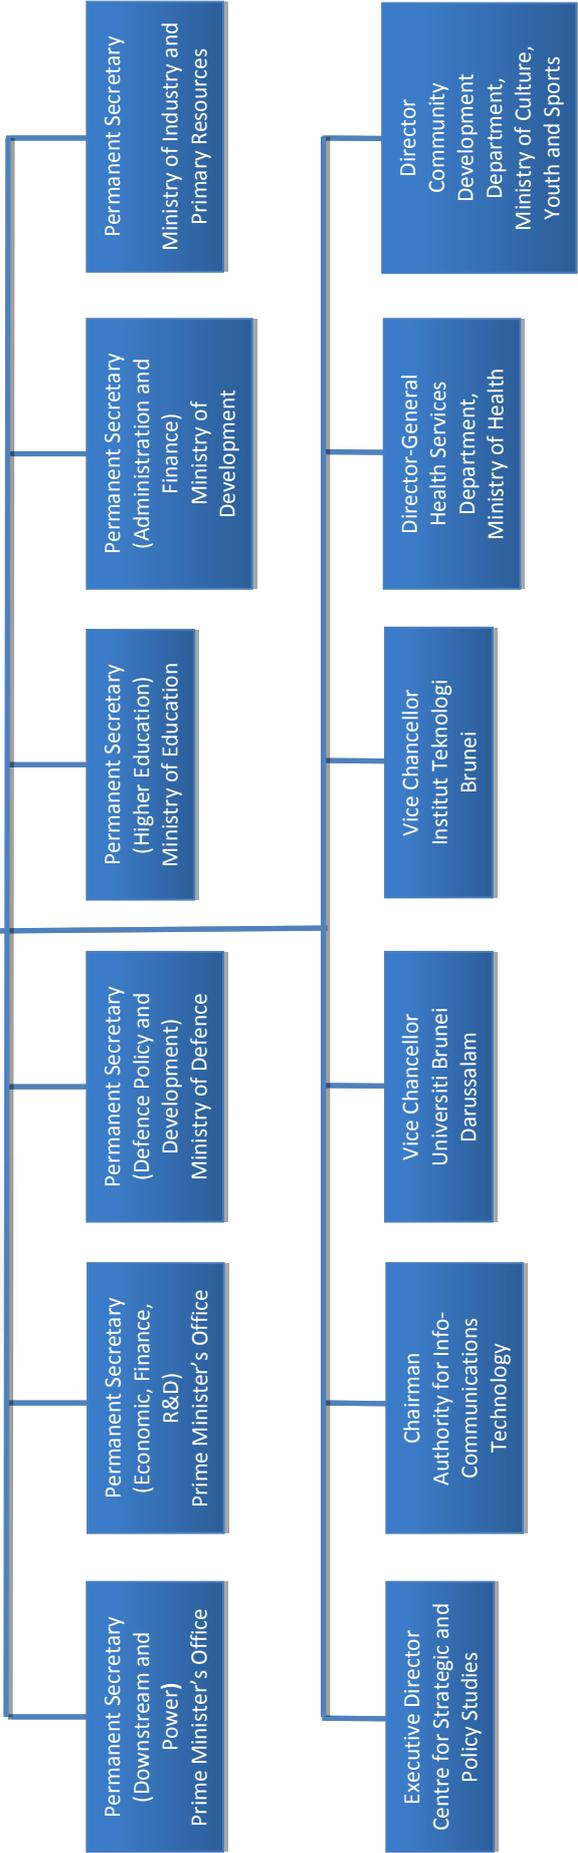 Permanent Secretary
(Downstream and
Power)
Prime Minister's Office
Permanent Secretary
(Economic, Finance,
R&D)
Prime Minister's Office
Permanent Secretary
(Defence Policy and
Development)
Ministry of Defence
Permanent Secretary
(Higher Education)
Ministry of Education
Permanent Secretary
(Administration and
Finance)
Ministry of
Development
Permanent Secretary
Ministry of Industry and
Primary Resources
Executive Director
Centre for Strategic and
Policy Studies
Chairman
Authority for Info-
Communications
Technology
Vice Chancellor
Universiti Brunei
Darussalam
Vice Chancellor
Institut Teknologi
Brunei
Director-General
Health Services
Department,
Ministry of Health
Director
Community
Development
Department,
Ministry of Culture,
Youth and Sports